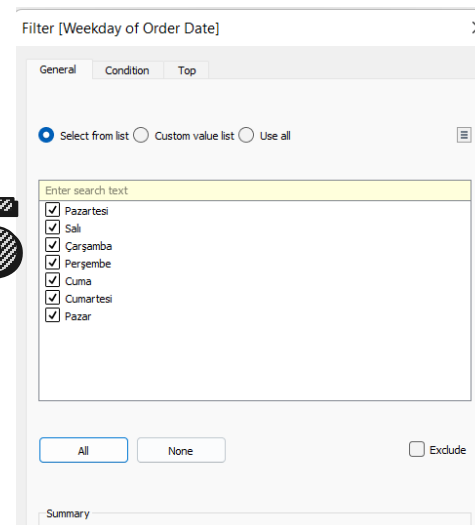 Filter [Weekday of Order Date]
General Condition Top
Select from list Custom value list Use all
Enter search text
Pazartesi
Salı
Çarşamba
Perşembe
Cuma
Cumartesi
Pazar
All None Exclude
Summary